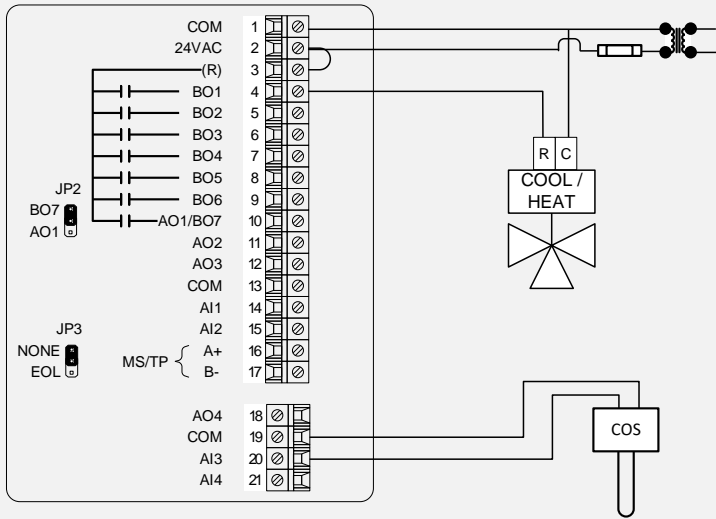 COM 1
24VAC 2
(R) 3
BO1 4
BO2 5
BO3 6
BO4 7
BO5 8
BO6 9
AO1/BO7 10
AO2 11
AO3 12
COM 13
AI1 14
AI2 15
MS/TP A+ 16
B- 17
AO4 18
COM 19
AI3 20
AI4 21
JP2
BO7
AO1
JP3
NONE
EOL
R C
COOL /
HEAT
COS